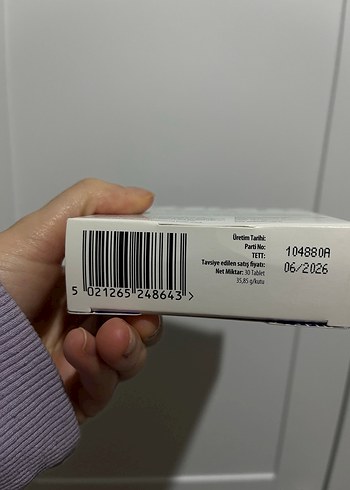 Üretim Tarihi:
Parti No:
TETT:
Tavsiye edilen satış fiyatı:
Net Miktar: 30 Tablet
35,85 g/kutu
104880A
06/2026
5 021265 248643 >